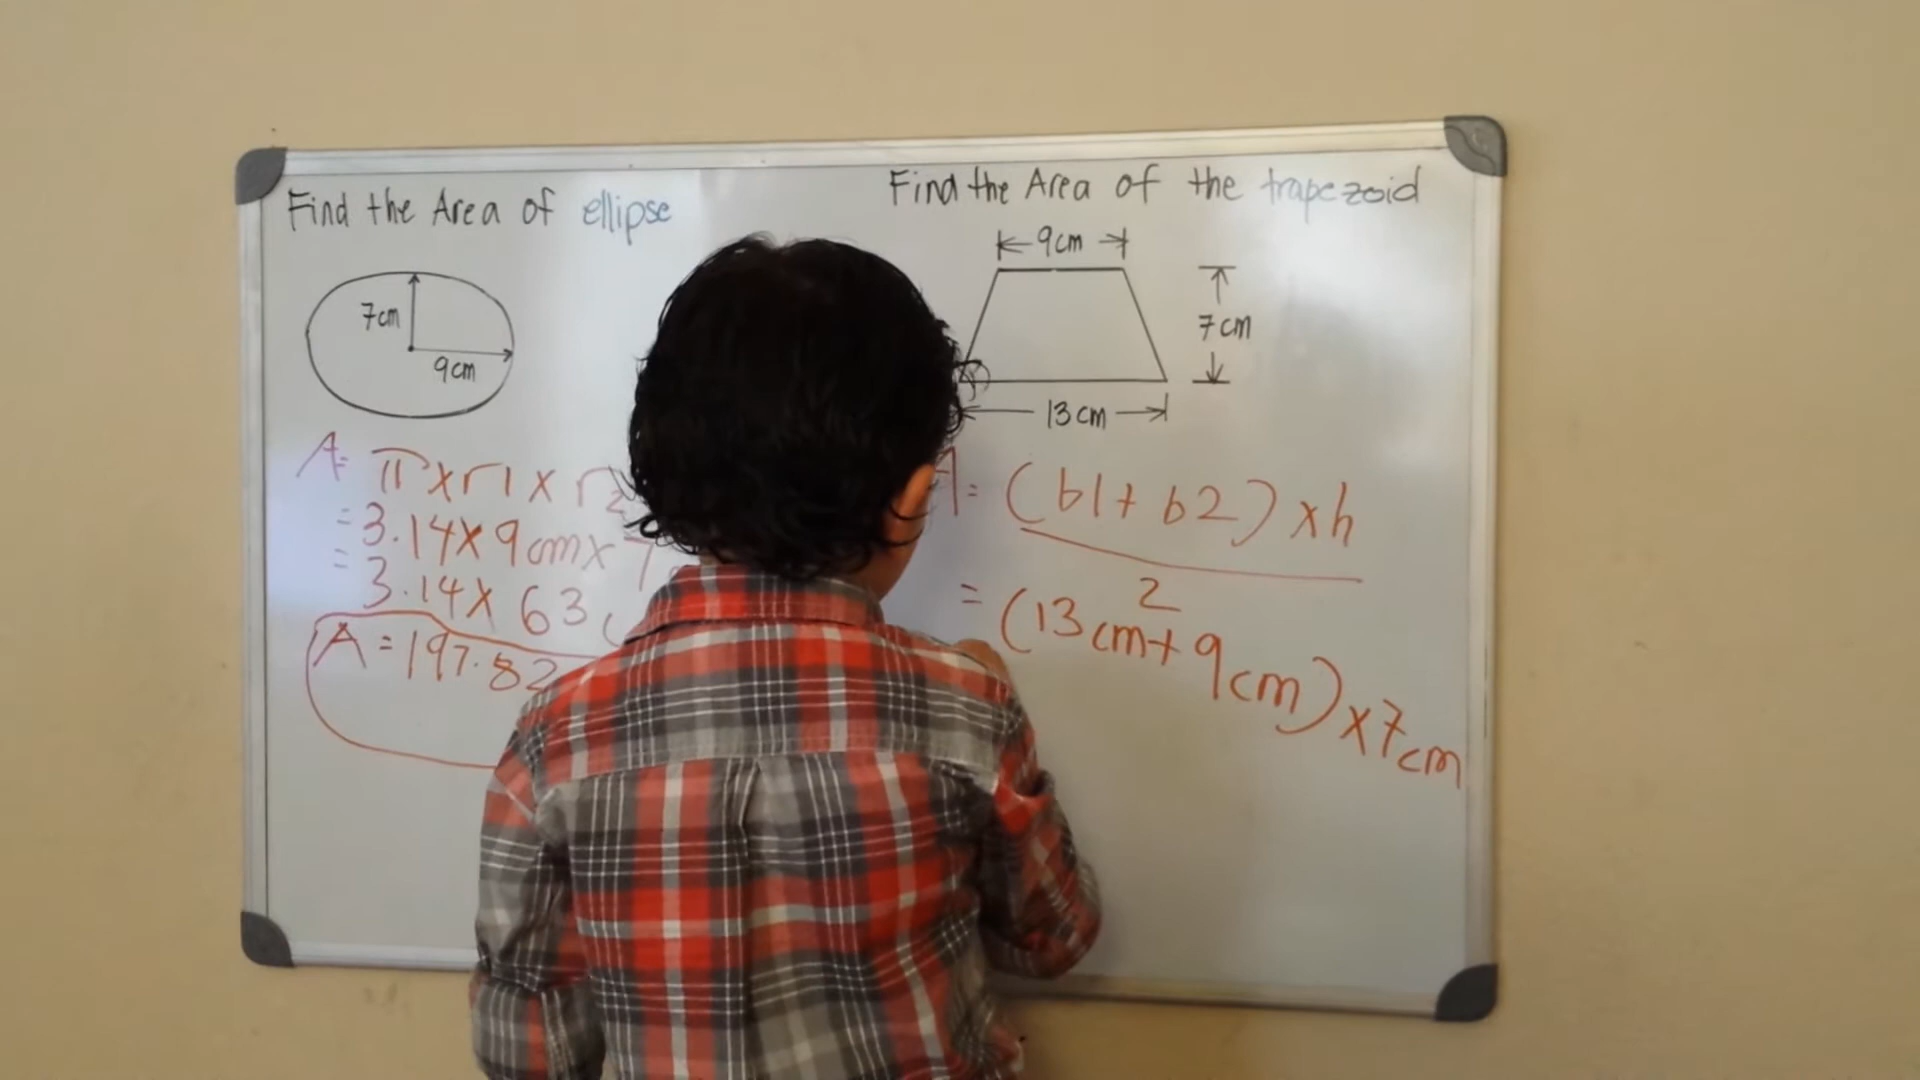 Find the Area of ellipse
7cm
9cm
A= π x r1 x r2
= 3.14 x 9cm x 7
= 3.14 x 63
A = 197.82
Find the Area of the trapezoid
9cm
7cm
13cm
A = (b1 + b2) x h
2
= (13cm + 9cm) x 7cm